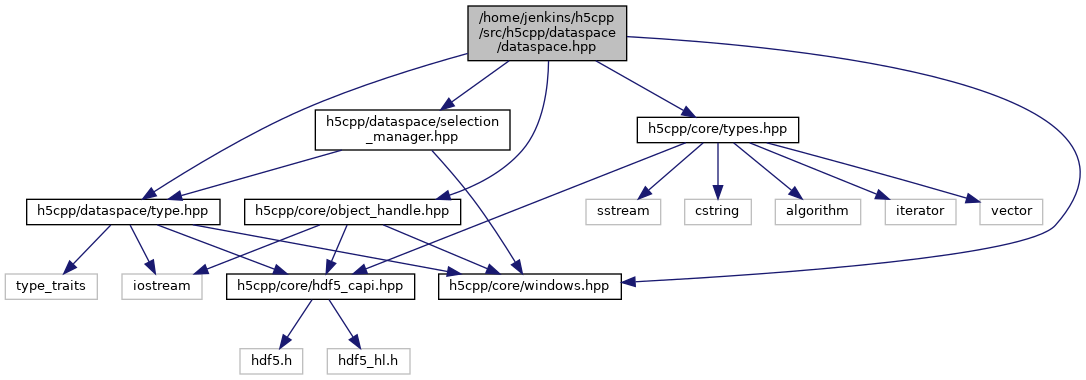 /home/jenkins/h5cpp
/src/h5cpp/dataspace
/dataspace.hpp
h5cpp/dataspace/selection
_manager.hpp
h5cpp/core/types.hpp
h5cpp/dataspace/type.hpp
h5cpp/core/object_handle.hpp
sstream
cstring
algorithm
iterator
vector
type_traits
iostream
h5cpp/core/hdf5_capi.hpp
h5cpp/core/windows.hpp
hdf5.h
hdf5_hl.h